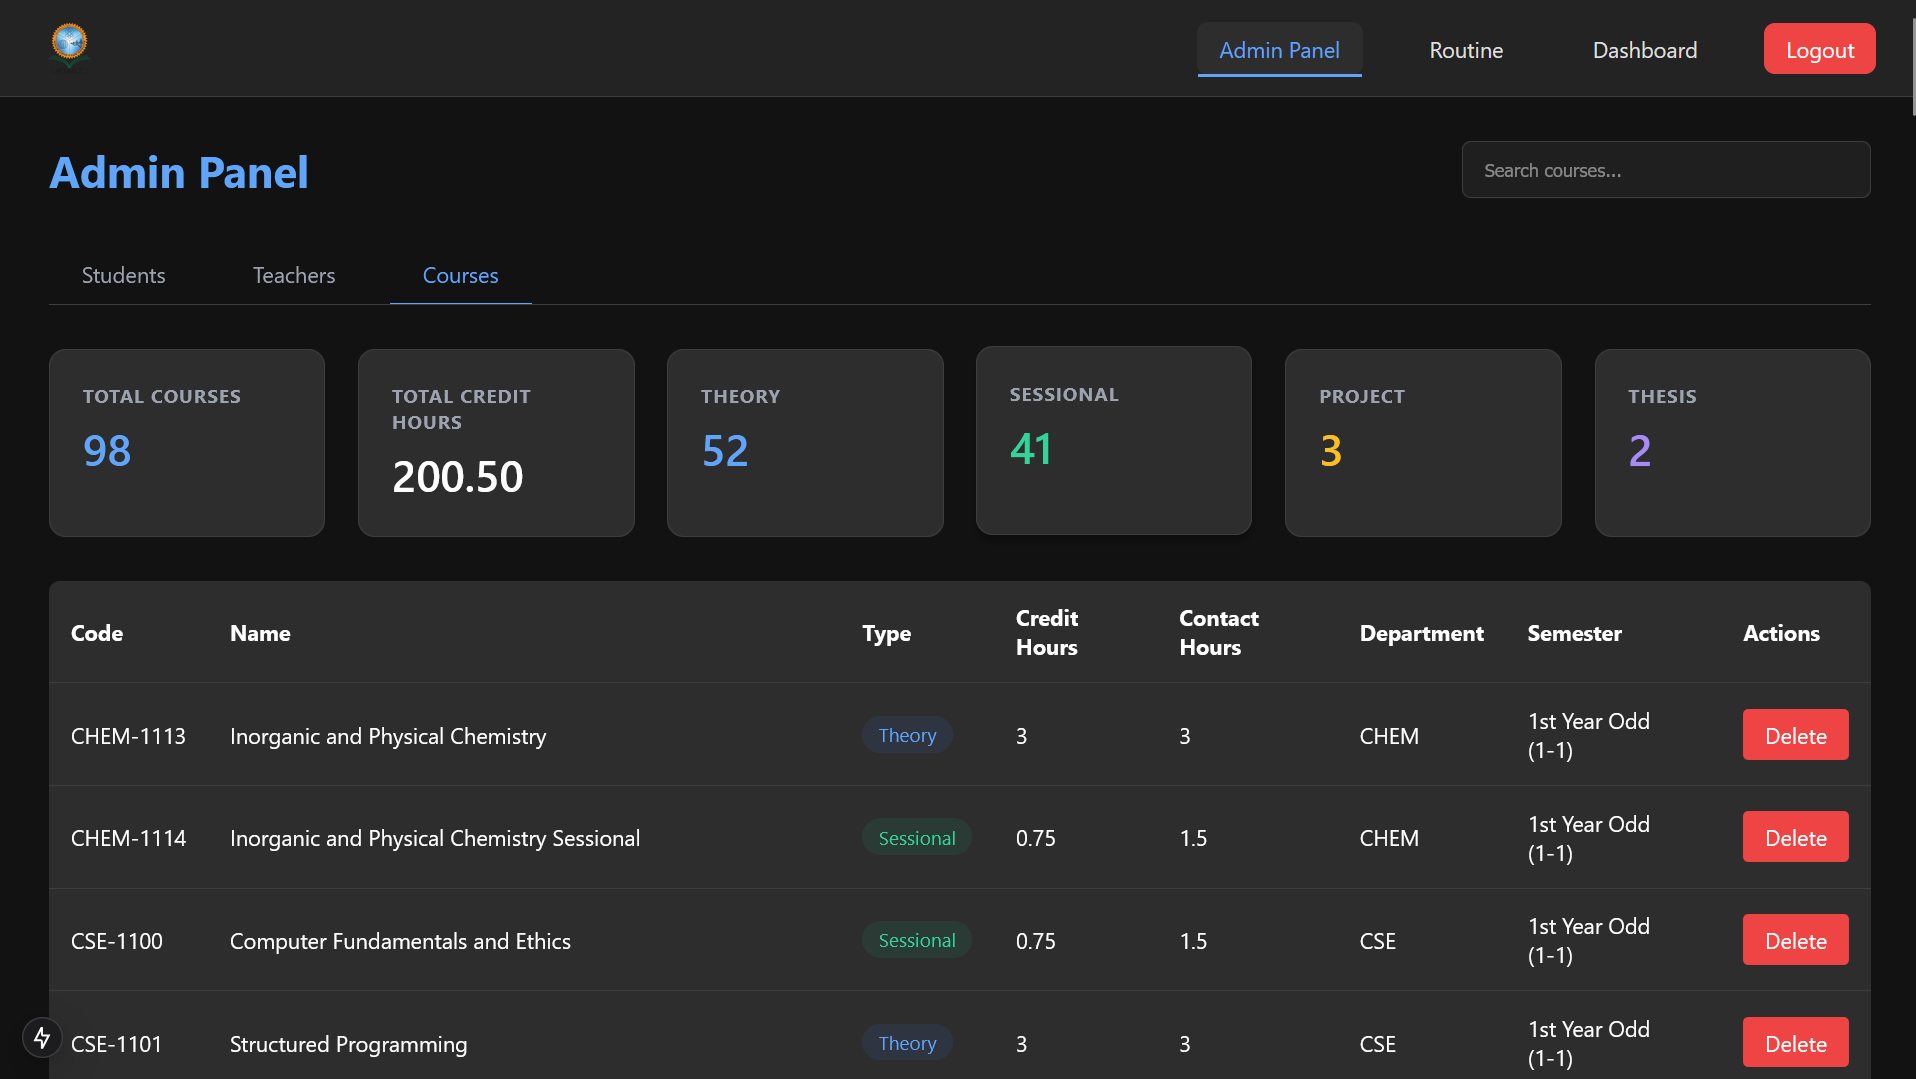 Admin Panel
Routine
Dashboard
Logout
Admin Panel
Search courses...
Students
Teachers
Courses
TOTAL COURSES
98
TOTAL CREDIT
HOURS
200.50
THEORY
52
SESSIONAL
41
PROJECT
3
THESIS
2
Code Name Type Credit Hours Contact Hours Department Semester Actions
CHEM-1113 Inorganic and Physical Chemistry Theory 3 3 CHEM 1st Year Odd (1-1) Delete
CHEM-1114 Inorganic and Physical Chemistry Sessional Sessional 0.75 1.5 CHEM 1st Year Odd (1-1) Delete
CSE-1100 Computer Fundamentals and Ethics Sessional 0.75 1.5 CSE 1st Year Odd (1-1) Delete
CSE-1101 Structured Programming Theory 3 3 CSE 1st Year Odd (1-1) Delete